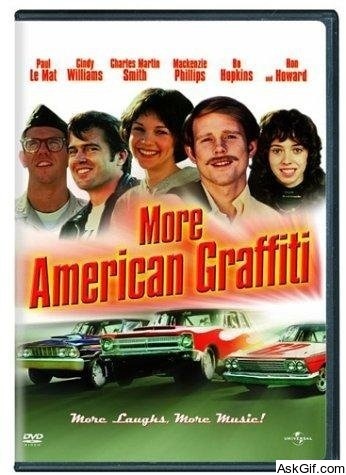 Paul Le Mat
Cindy Williams
Charles Martin Smith
Mackenzie Phillips
Bo Hopkins
and Ron Howard
More
American Graffiti
More Laughs, More Music!
DVD
VIDEO
UNIVERSAL
AskGif.com